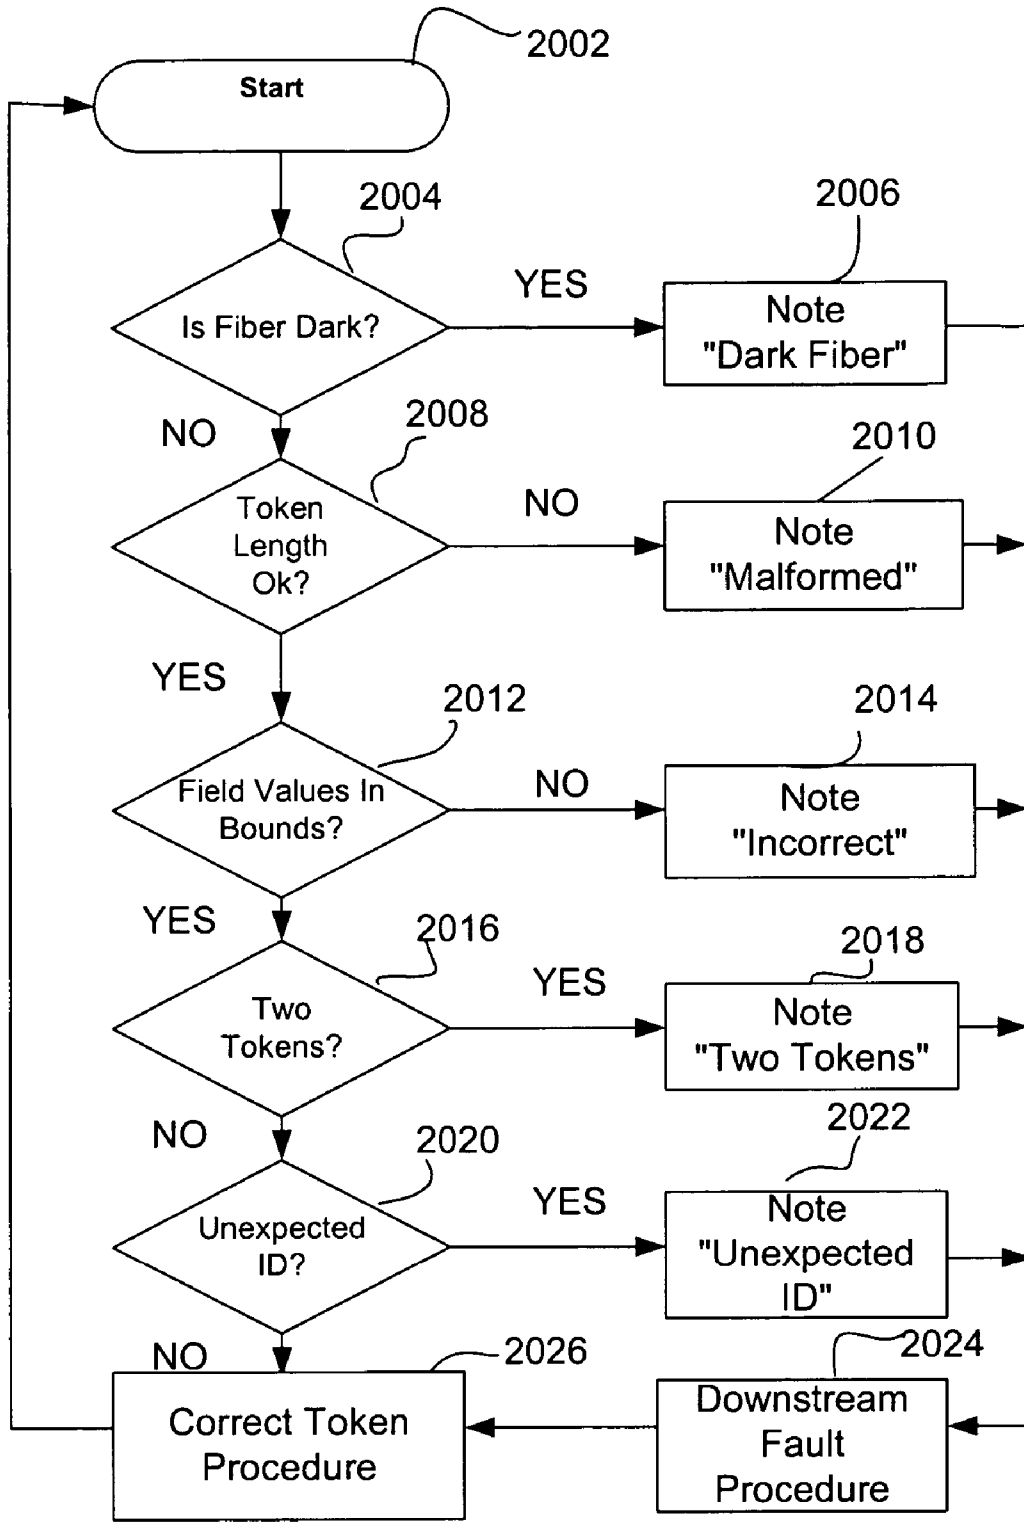 2002
Start
2004
2006
YES
Is Fiber Dark?
Note
"Dark Fiber"
NO
2008
2010
Token
Length
Ok?
NO
Note
"Malformed"
YES
2012
2014
Field Values In
Bounds?
NO
Note
"Incorrect"
YES
2016
2018
Two
Tokens?
YES
Note
"Two Tokens"
NO
2020
2022
Unexpected
ID?
YES
Note
"Unexpected
ID"
NO
2026
2024
Correct Token
Procedure
Downstream
Fault
Procedure